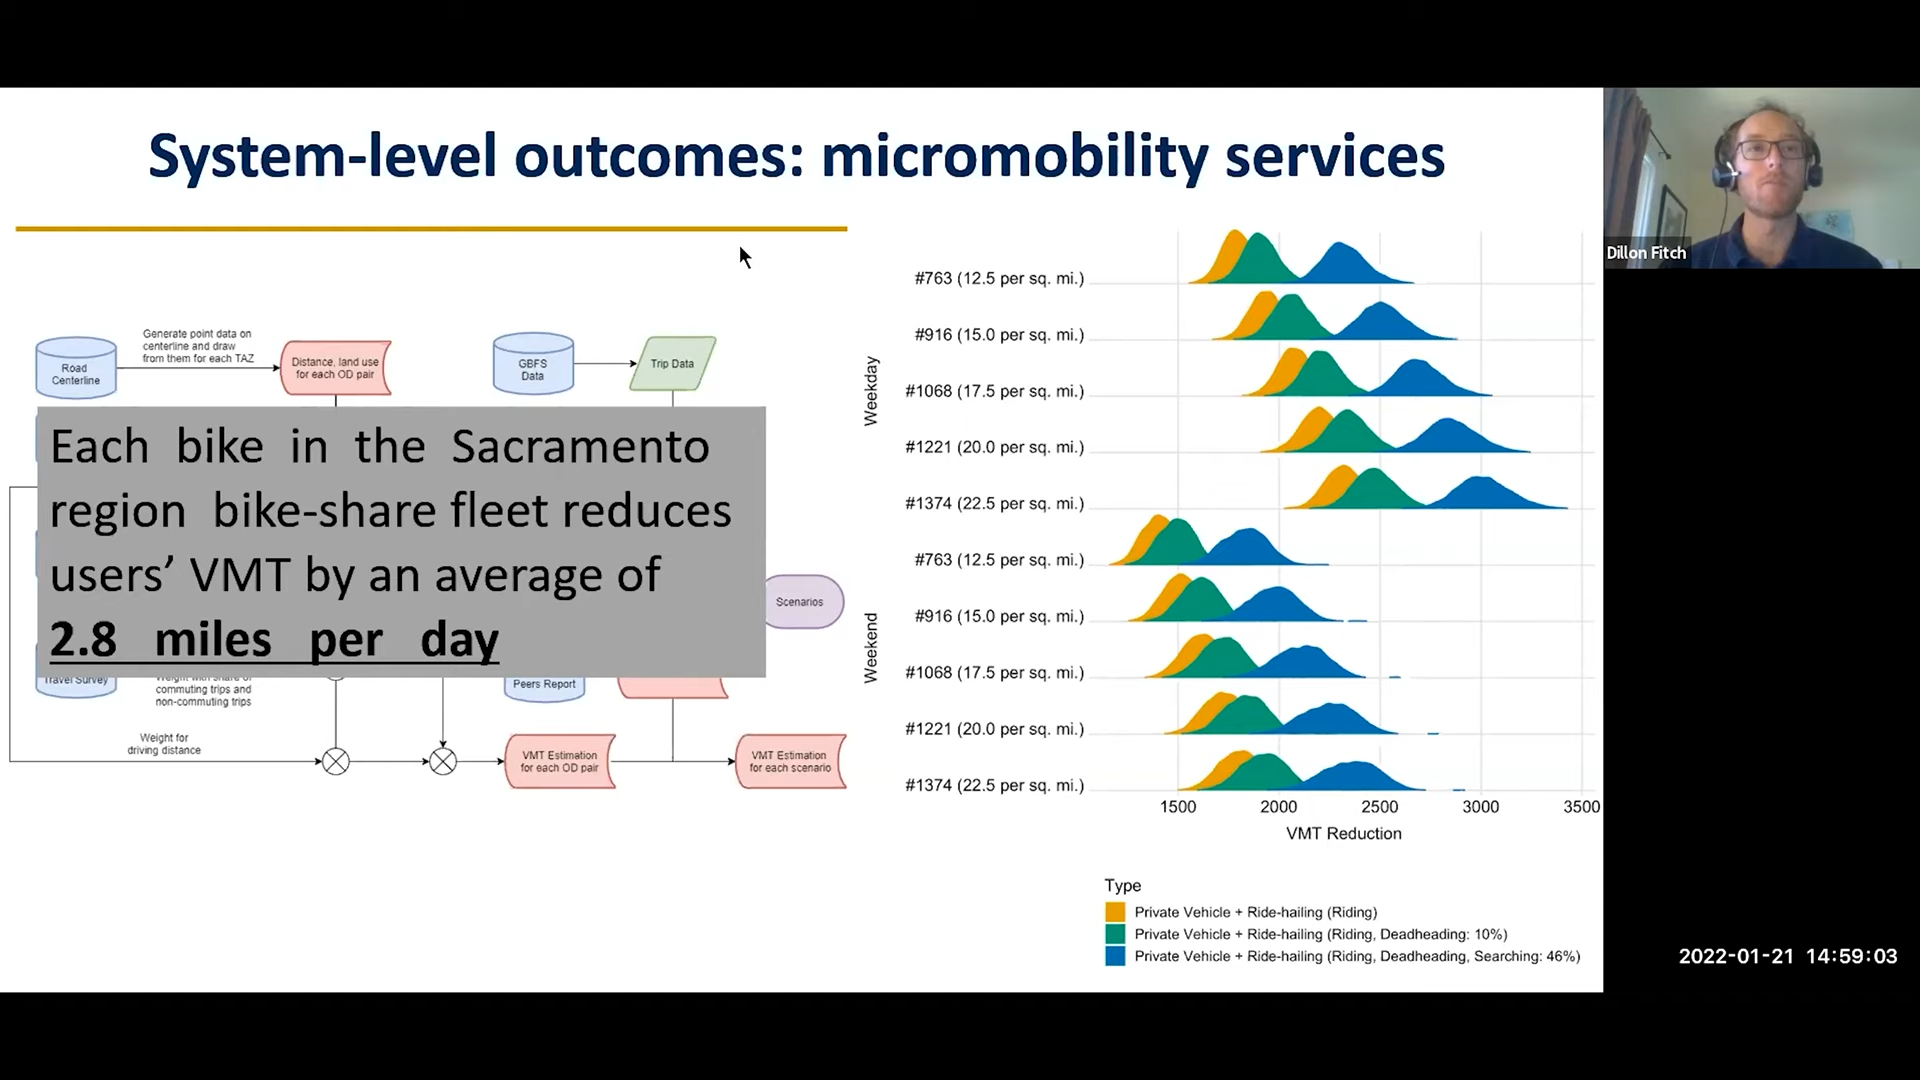 System-level outcomes: micromobility services
Dillon Fitch
Generate point data on
centerline and draw
from them for each TAZ
Road
Centerline
Distance, land use
for each OD pair
GBFS
Data
Trip Data
Each bike in the Sacramento
region bike-share fleet reduces
users' VMT by an average of
2.8 miles per day
Scenarios
Travel Survey
Weight with share of
commuting trips and
non-commuting trips
Peers Report
Weight for
driving distance
VMT Estimation
for each OD pair
VMT Estimation
for each scenario
Weekday
#763 (12.5 per sq. mi.)
#916 (15.0 per sq. mi.)
#1068 (17.5 per sq. mi.)
#1221 (20.0 per sq. mi.)
#1374 (22.5 per sq. mi.)
Weekend
#763 (12.5 per sq. mi.)
#916 (15.0 per sq. mi.)
#1068 (17.5 per sq. mi.)
#1221 (20.0 per sq. mi.)
#1374 (22.5 per sq. mi.)
1500 2000 2500 3000 3500
VMT Reduction
Type
Private Vehicle + Ride-hailing (Riding)
Private Vehicle + Ride-hailing (Riding, Deadheading: 10%)
Private Vehicle + Ride-hailing (Riding, Deadheading, Searching: 46%)
2022-01-21 14:59:03